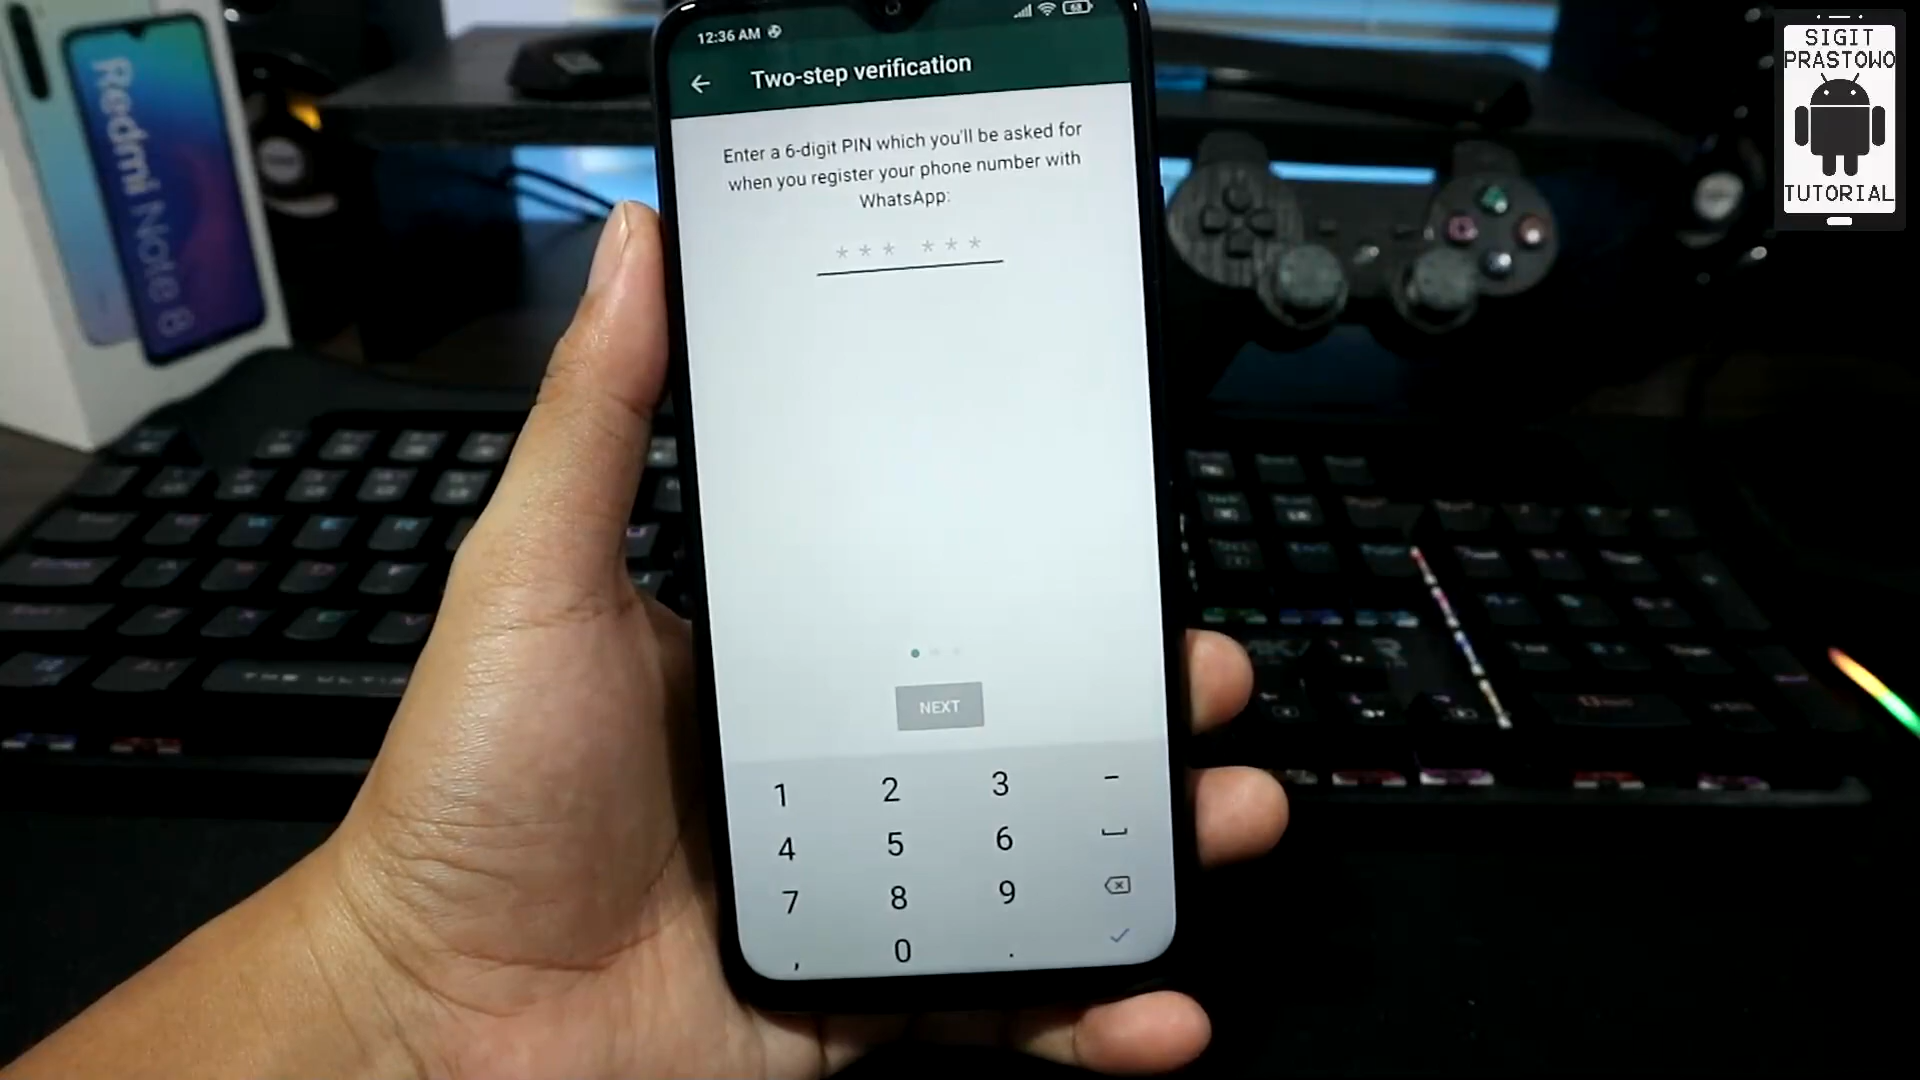 12:36 AM
68
Two-step verification
Enter a 6-digit PIN which you'll be asked for
when you register your phone number with
WhatsApp:
*** ***
NEXT
1 2 3 -
4 5 6
7 8 9
, 0 .
Redmi Note 8
SIGIT
PRASTOWO
TUTORIAL